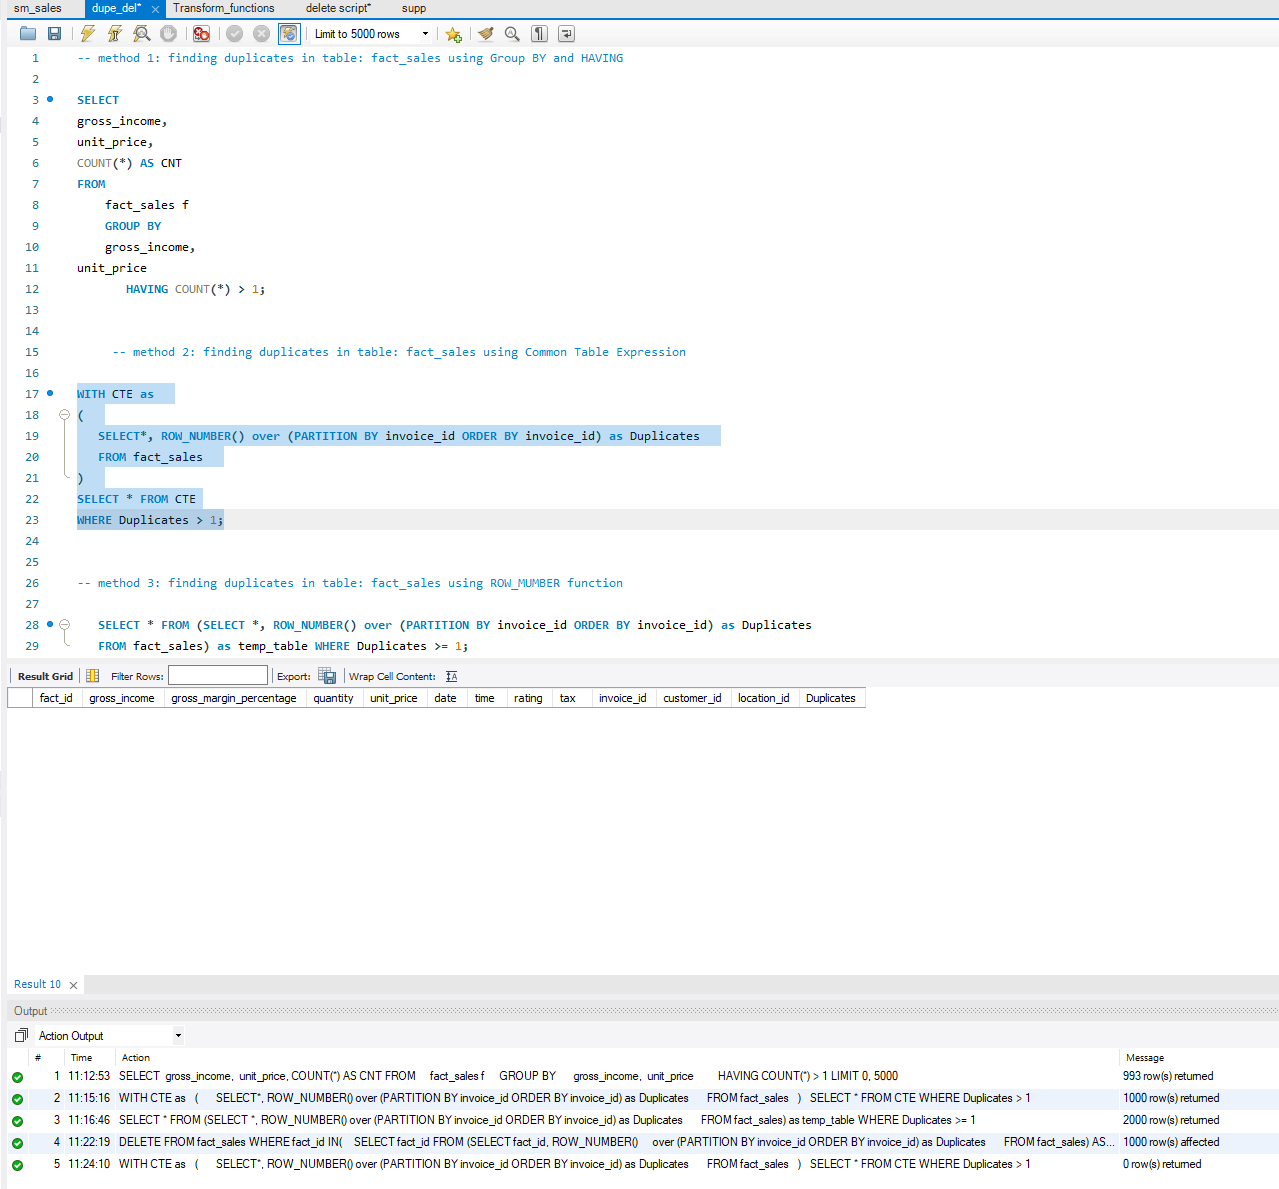 sm_sales dupe_del* Transform_functions delete script* supp
Limit to 5000 rows
1 -- method 1: finding duplicates in table: fact_sales using Group BY and HAVING
2
3 SELECT
4 gross_income,
5 unit_price,
6 COUNT(*) AS CNT
7 FROM
8 fact_sales f
9 GROUP BY
10 gross_income,
11 unit_price
12 HAVING COUNT(*) > 1;
13
14
15 -- method 2: finding duplicates in table: fact_sales using Common Table Expression
16
17 WITH CTE as
18 (
19 SELECT*, ROW_NUMBER() over (PARTITION BY invoice_id ORDER BY invoice_id) as Duplicates
20 FROM fact_sales
21 )
22 SELECT * FROM CTE
23 WHERE Duplicates > 1;
24
25
26 -- method 3: finding duplicates in table: fact_sales using ROW_MUMBER function
27
28 SELECT * FROM (SELECT *, ROW_NUMBER() over (PARTITION BY invoice_id ORDER BY invoice_id) as Duplicates
29 FROM fact_sales) as temp_table WHERE Duplicates >= 1;
Result Grid Filter Rows: Export: Wrap Cell Content:
fact_id gross_income gross_margin_percentage quantity unit_price date time rating tax invoice_id customer_id location_id Duplicates
Result 10
Output
Action Output
# Time Action Message
1 11:12:53 SELECT gross_income, unit_price, COUNT(*) AS CNT FROM fact_sales f GROUP BY gross_income, unit_price HAVING COUNT(*) > 1 LIMIT 0, 5000 993 row(s) returned
2 11:15:16 WITH CTE as ( SELECT*, ROW_NUMBER() over (PARTITION BY invoice_id ORDER BY invoice_id) as Duplicates FROM fact_sales ) SELECT * FROM CTE WHERE Duplicates > 1 1000 row(s) returned
3 11:16:46 SELECT * FROM (SELECT *, ROW_NUMBER() over (PARTITION BY invoice_id ORDER BY invoice_id) as Duplicates FROM fact_sales) as temp_table WHERE Duplicates >= 1 2000 row(s) returned
4 11:22:19 DELETE FROM fact_sales WHERE fact_id IN( SELECT fact_id FROM (SELECT fact_id, ROW_NUMBER() over (PARTITION BY invoice_id ORDER BY invoice_id) as Duplicates FROM fact_sales) AS... 1000 row(s) affected
5 11:24:10 WITH CTE as ( SELECT*, ROW_NUMBER() over (PARTITION BY invoice_id ORDER BY invoice_id) as Duplicates FROM fact_sales ) SELECT * FROM CTE WHERE Duplicates > 1 0 row(s) returned